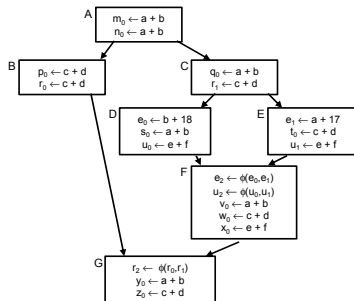 A
m₀ ← a + b
n₀ ← a + b
B
p₀ ← c + d
r₀ ← c + d
C
q₀ ← a + b
r₁ ← c + d
D
e₀ ← b + 18
s₀ ← a + b
u₀ ← e + f
E
e₁ ← a + 17
t₀ ← c + d
u₁ ← e + f
F
e₂ ← ϕ(e₀,e₁)
u₂ ← ϕ(u₀,u₁)
v₀ ← a + b
w₀ ← c + d
x₀ ← e + f
G
r₂ ← ϕ(r₀,r₁)
y₀ ← a + b
z₀ ← c + d